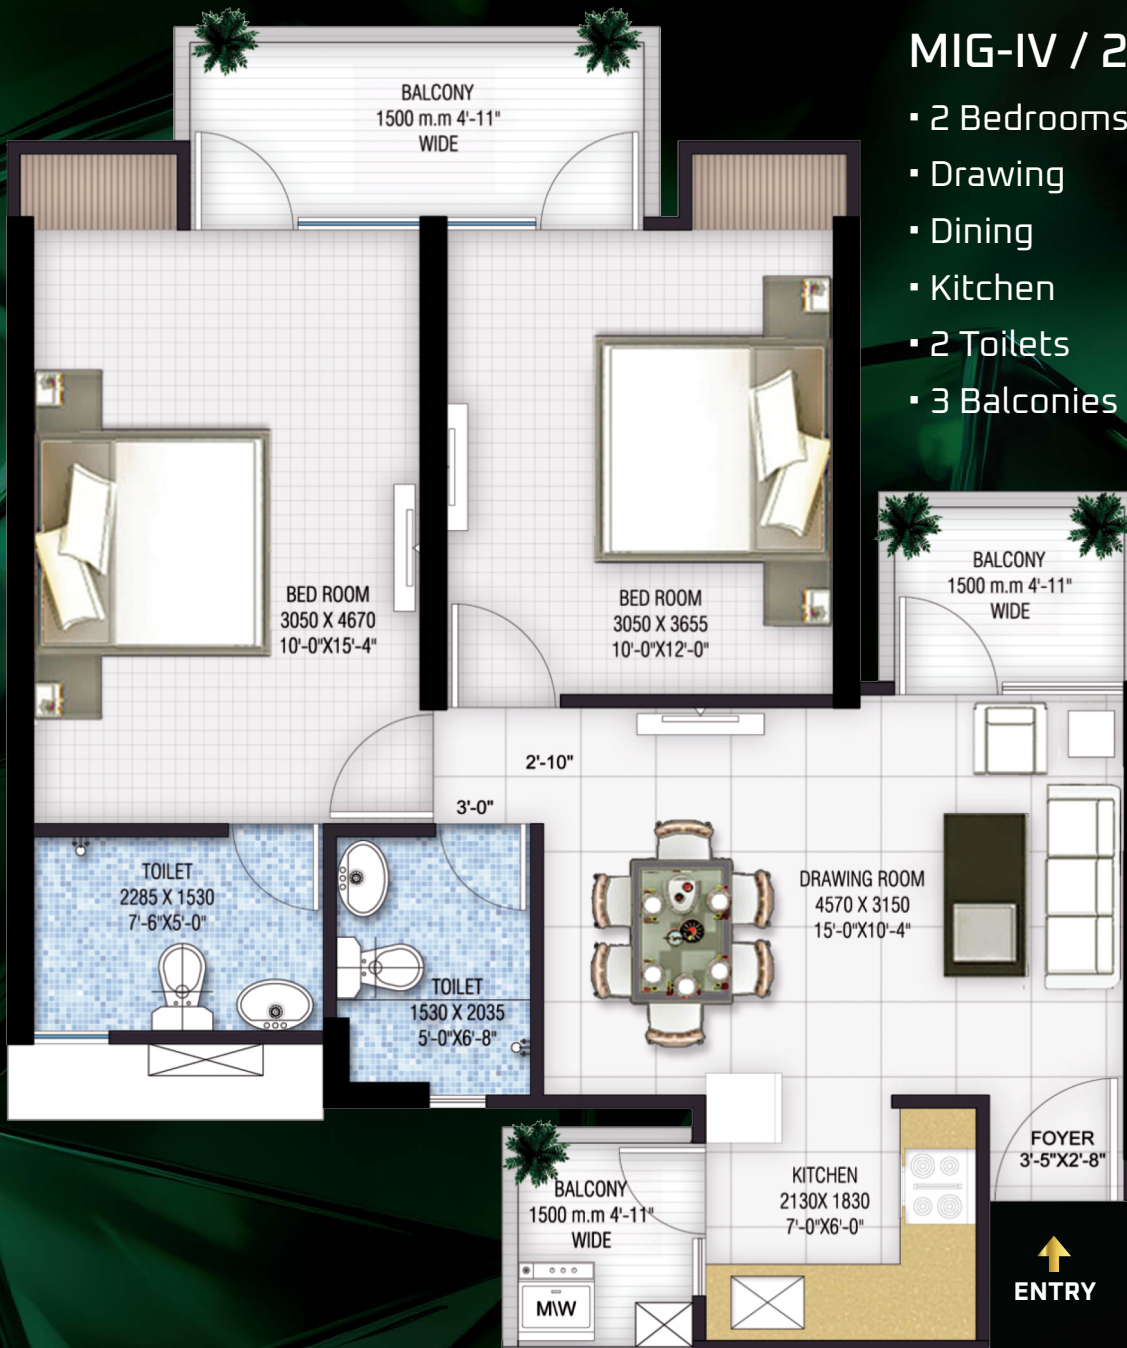 MIG-IV / 2
▪ 2 Bedrooms
▪ Drawing
▪ Dining
▪ Kitchen
▪ 2 Toilets
▪ 3 Balconies
BALCONY
1500 m.m 4'-11"
WIDE
BED ROOM
3050 X 4670
10'-0"X15'-4"
BED ROOM
3050 X 3655
10'-0"X12'-0"
BALCONY
1500 m.m 4'-11"
WIDE
2'-10"
3'-0"
TOILET
2285 X 1530
7'-6"X5'-0"
TOILET
1530 X 2035
5'-0"X6'-8"
DRAWING ROOM
4570 X 3150
15'-0"X10'-4"
FOYER
3'-5"X2'-8"
KITCHEN
2130X 1830
7'-0"X6'-0"
BALCONY
1500 m.m 4'-11"
WIDE
M\W
ENTRY